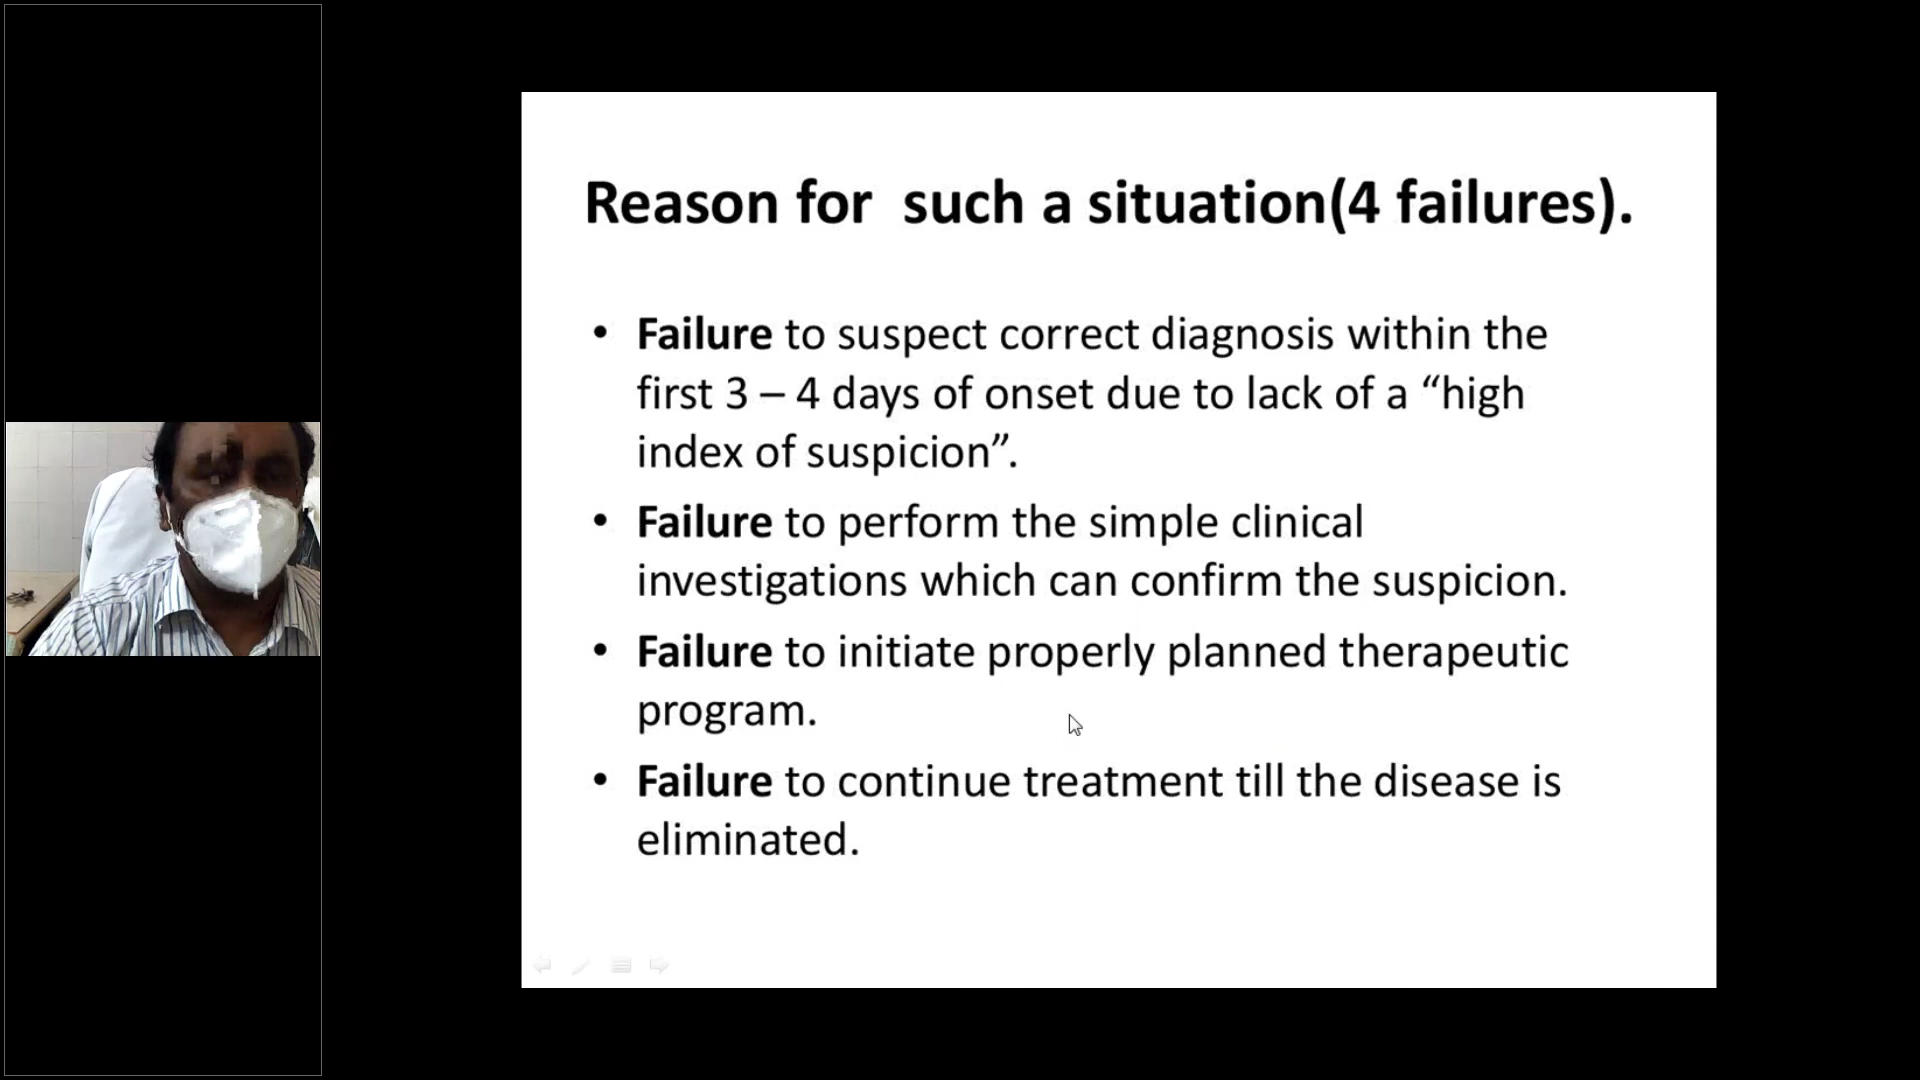 Reason for  such a situation(4 failures).
• Failure to suspect correct diagnosis within the
first 3 – 4 days of onset due to lack of a “high
index of suspicion”.
• Failure to perform the simple clinical
investigations which can confirm the suspicion.
• Failure to initiate properly planned therapeutic
program.
• Failure to continue treatment till the disease is
eliminated.